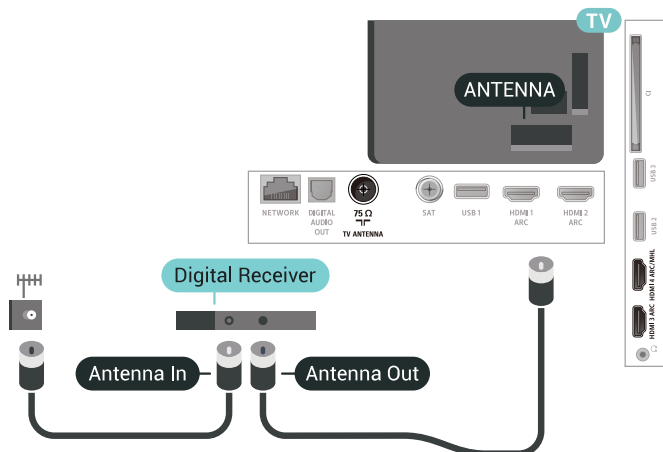 TV
ANTENNA
CI
USB 3
USB 2
HDMI 4 ARC/MHL
HDMI 3 ARC
NETWORK
DIGITAL
AUDIO
OUT
75 Ω
TV ANTENNA
SAT
USB 1
HDMI 1
ARC
HDMI 2
ARC
Digital Receiver
Antenna In
Antenna Out